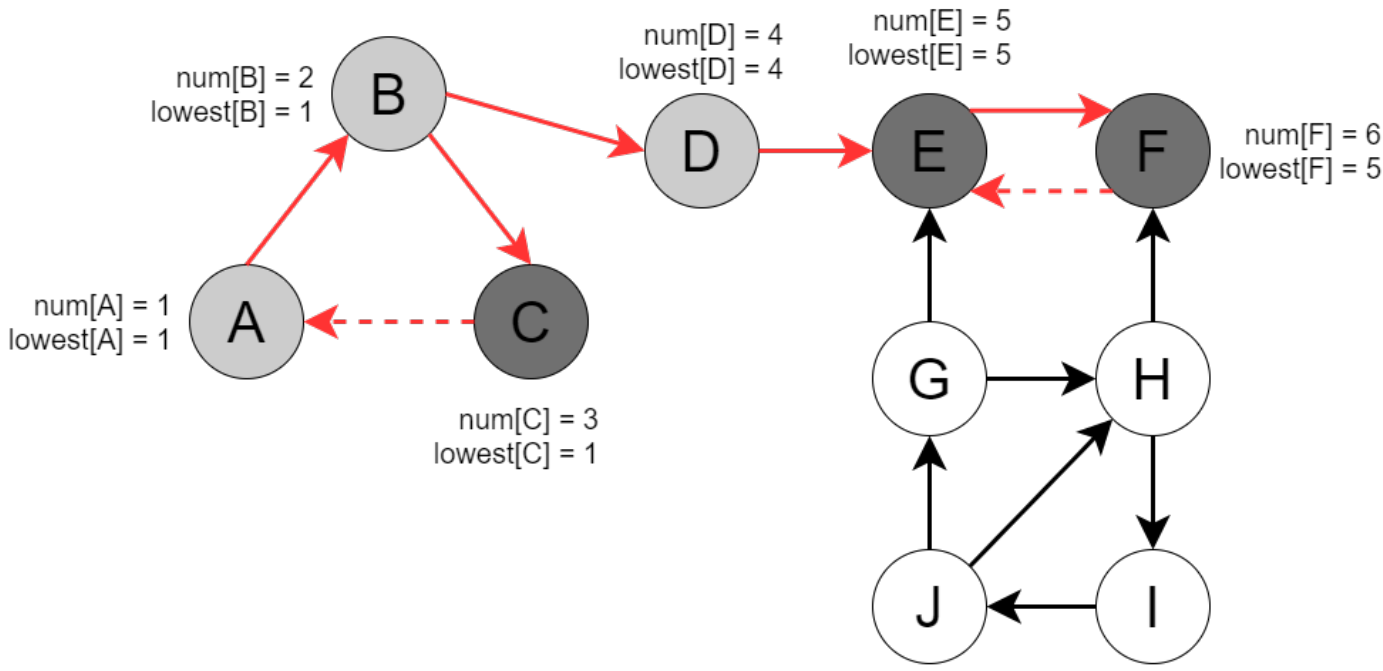 num[B] = 2
lowest[B] = 1
B
num[D] = 4
lowest[D] = 4
D
num[E] = 5
lowest[E] = 5
E
F
num[F] = 6
lowest[F] = 5
num[A] = 1
lowest[A] = 1
A
C
num[C] = 3
lowest[C] = 1
G
H
J
I